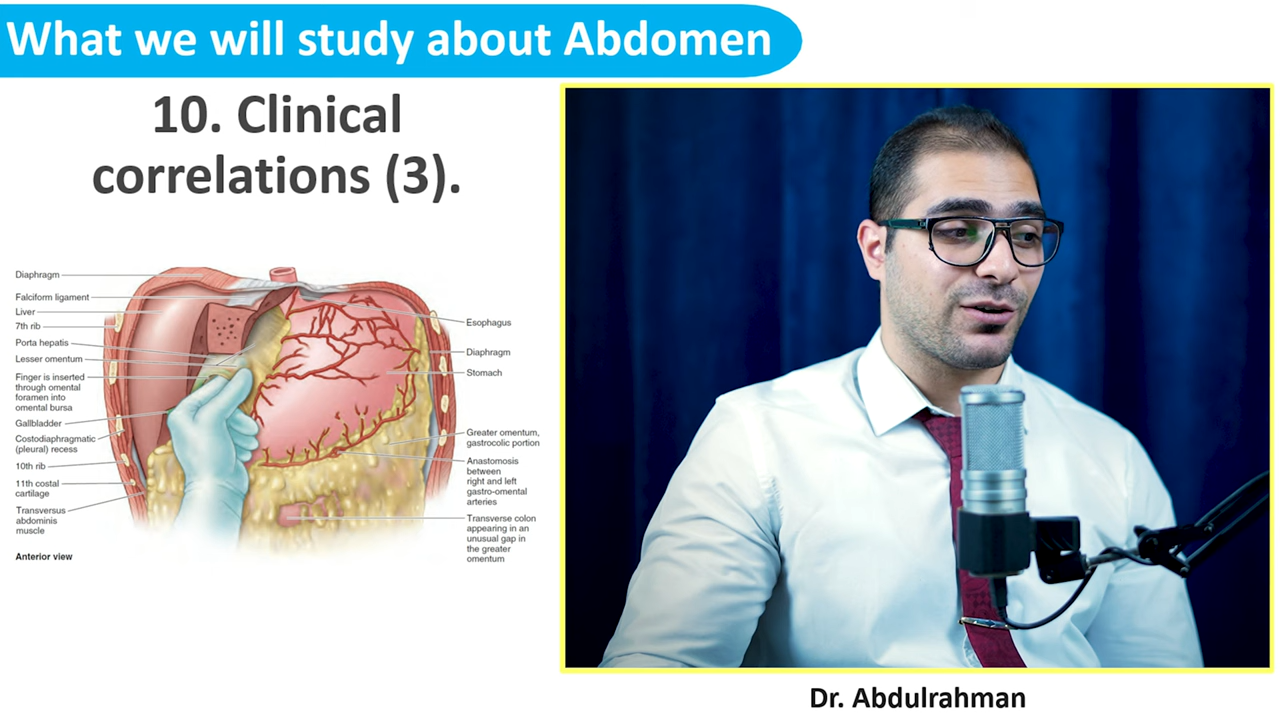 What we will study about Abdomen
10. Clinical
correlations (3).
Diaphragm
Falciform ligament
Liver
7th rib
Porta hepatis
Lesser omentum
Finger is inserted
through omental
foramen into
omental bursa
Gallbladder
Costodiaphragmatic
(pleural) recess
10th rib
11th costal
cartilage
Transversus
abdominis
muscle
Anterior view
Esophagus
Diaphragm
Stomach
Greater omentum,
gastrocolic portion
Anastomosis
between
right and left
gastro-omental
arteries
Transverse colon
appearing in an
unusual gap in
the greater
omentum
Dr. Abdulrahman